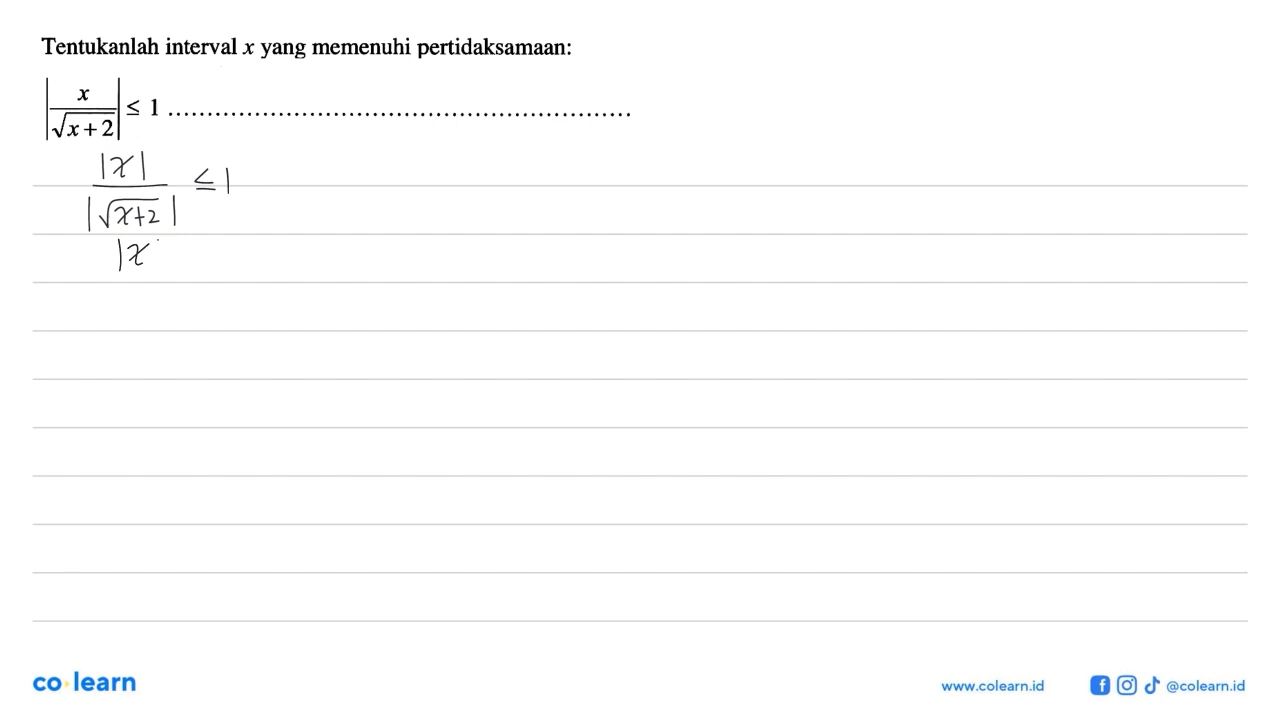 Tentukanlah interval x yang memenuhi pertidaksamaan:
|x/√(x+2)| ≤ 1 ..........................................................
|x|/|√(x+2)| ≤ 1
|x
co learn
www.colearn.id @colearn.id